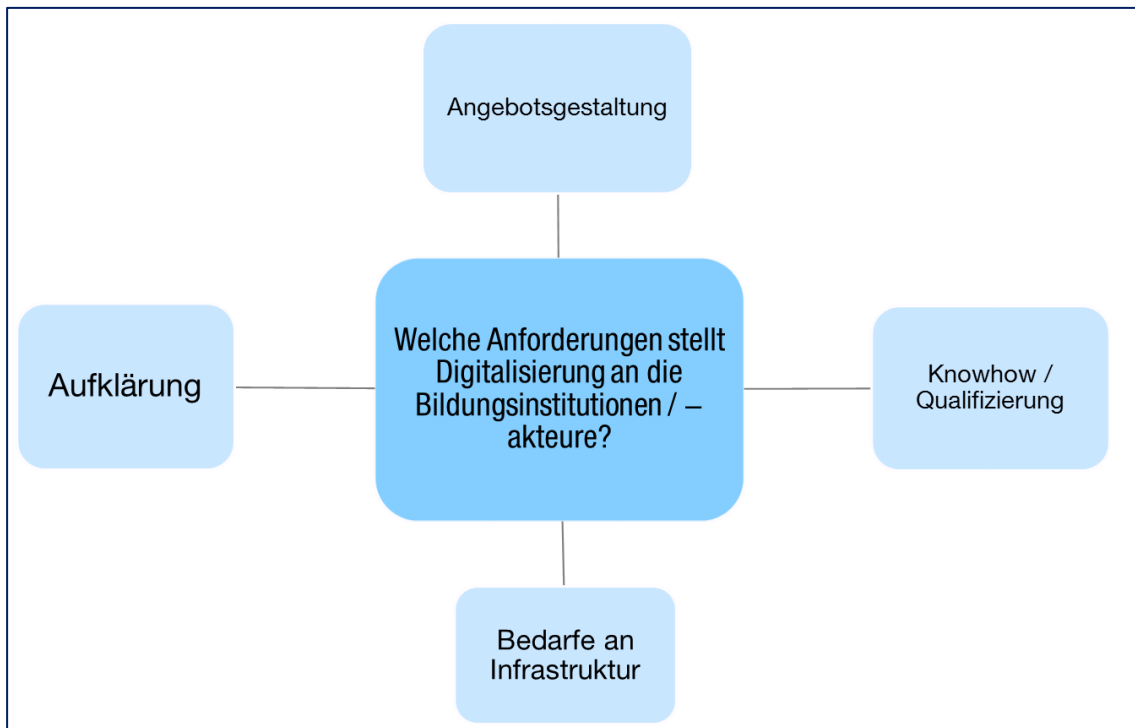 Angebotsgestaltung
Welche Anforderungen stellt
Digitalisierung an die
Bildungsinstitutionen / –
akteure?
Aufklärung
Knowhow /
Qualifizierung
Bedarfe an
Infrastruktur